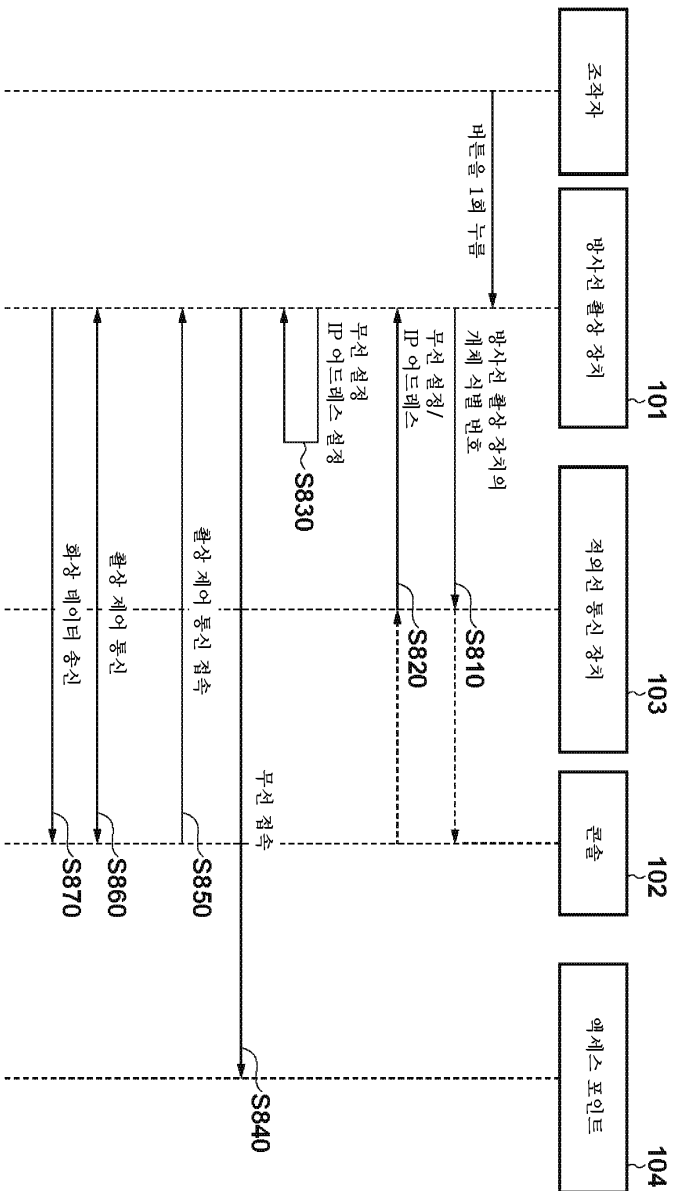 조작자
방사선 촬상 장치
101
적외선 통신 장치
103
콘솔
102
액세스 포인트
104
버튼을 1회 누름
방사선 촬상 장치의
개체 식별 번호
S810
무선 설정/
IP 어드레스
S820
무선 설정
IP 어드레스 설정
S830
무선 접속
S840
촬상 제어 통신 접속
S850
촬상 제어 통신
S860
화상 데이터 송신
S870